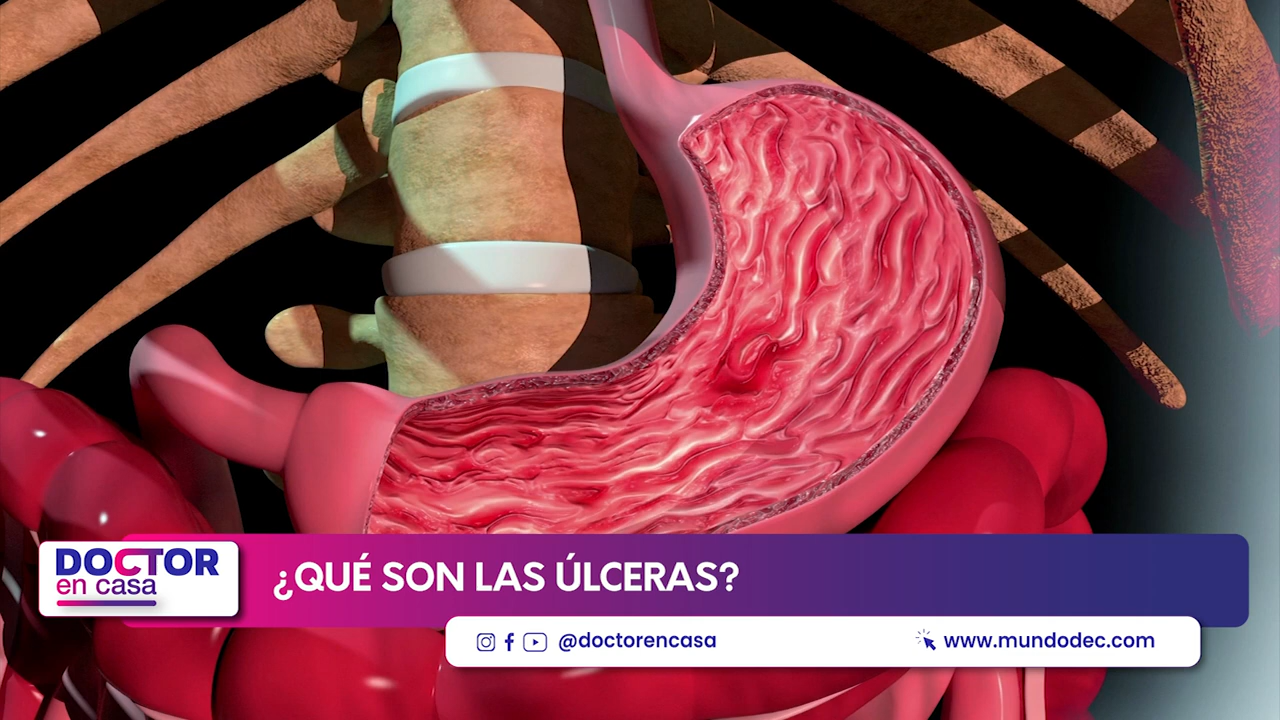 DOCTOR
en casa
¿QUÉ SON LAS ÚLCERAS?
@doctorencasa
www.mundodec.com